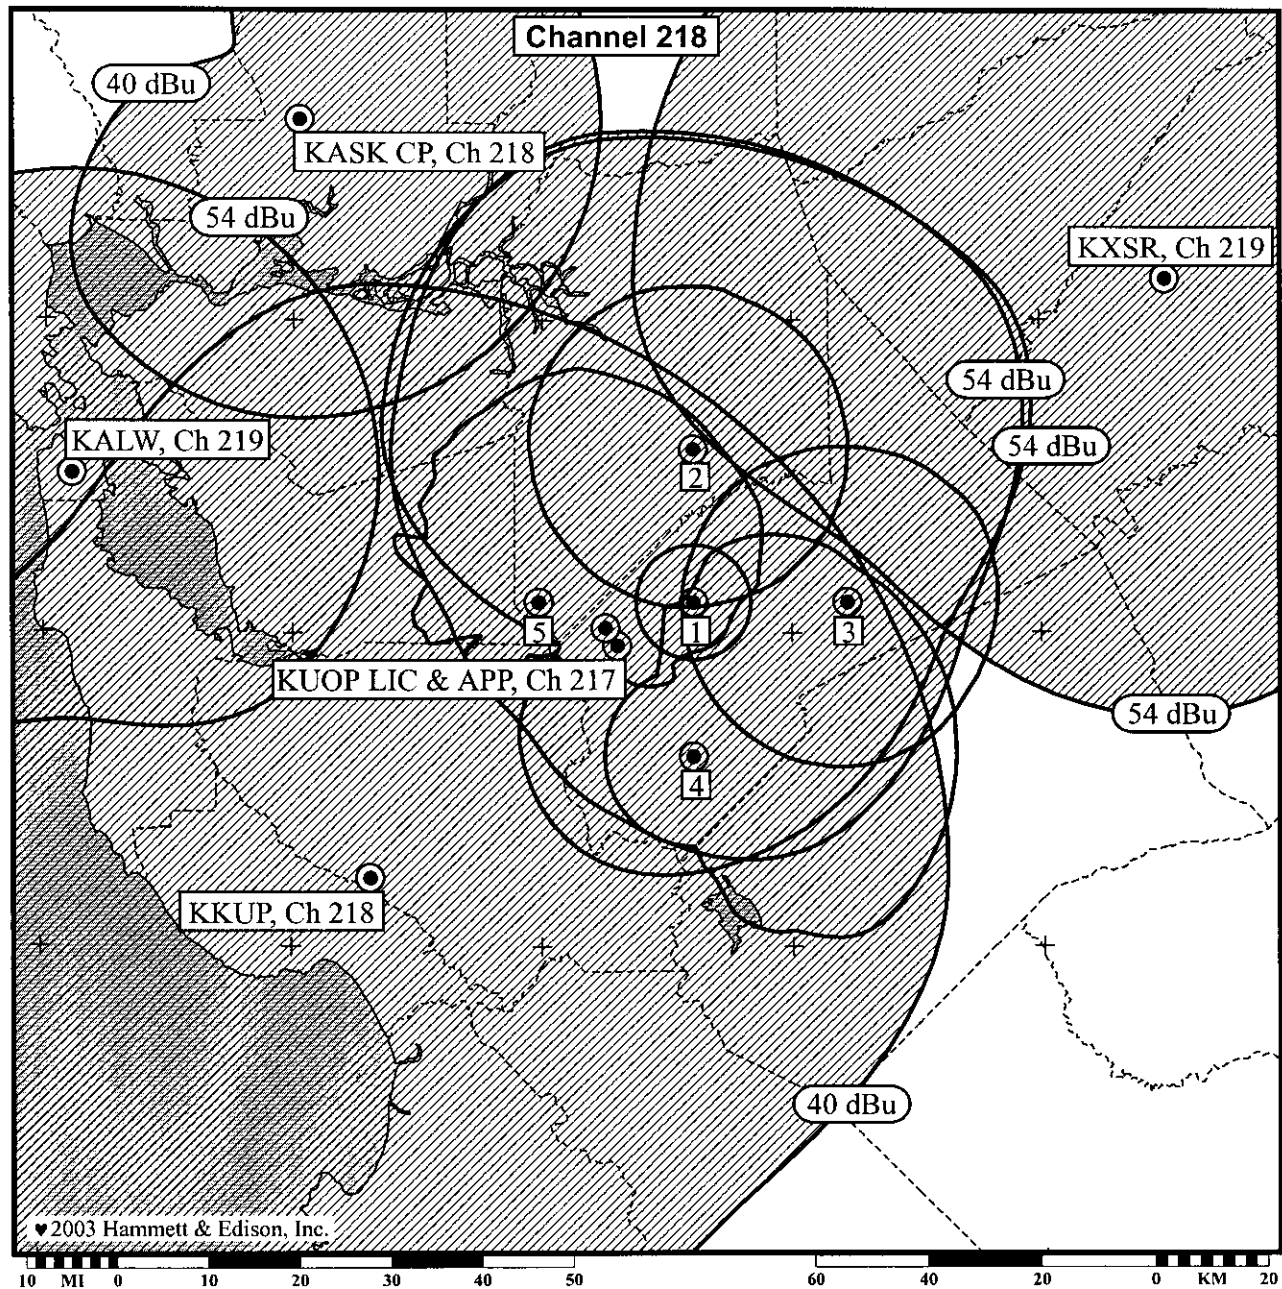 Channel 218
40 dBu
KASK CP, Ch 218
54 dBu
KXSR, Ch 219
54 dBu
KALW, Ch 219
54 dBu
2
5
1
3
KUOP LIC & APP, Ch 217
54 dBu
4
KKUP, Ch 218
40 dBu
♥2003 Hammett & Edison, Inc.
10 MI 0 10 20 30 40 50 60 40 20 0 KM 20